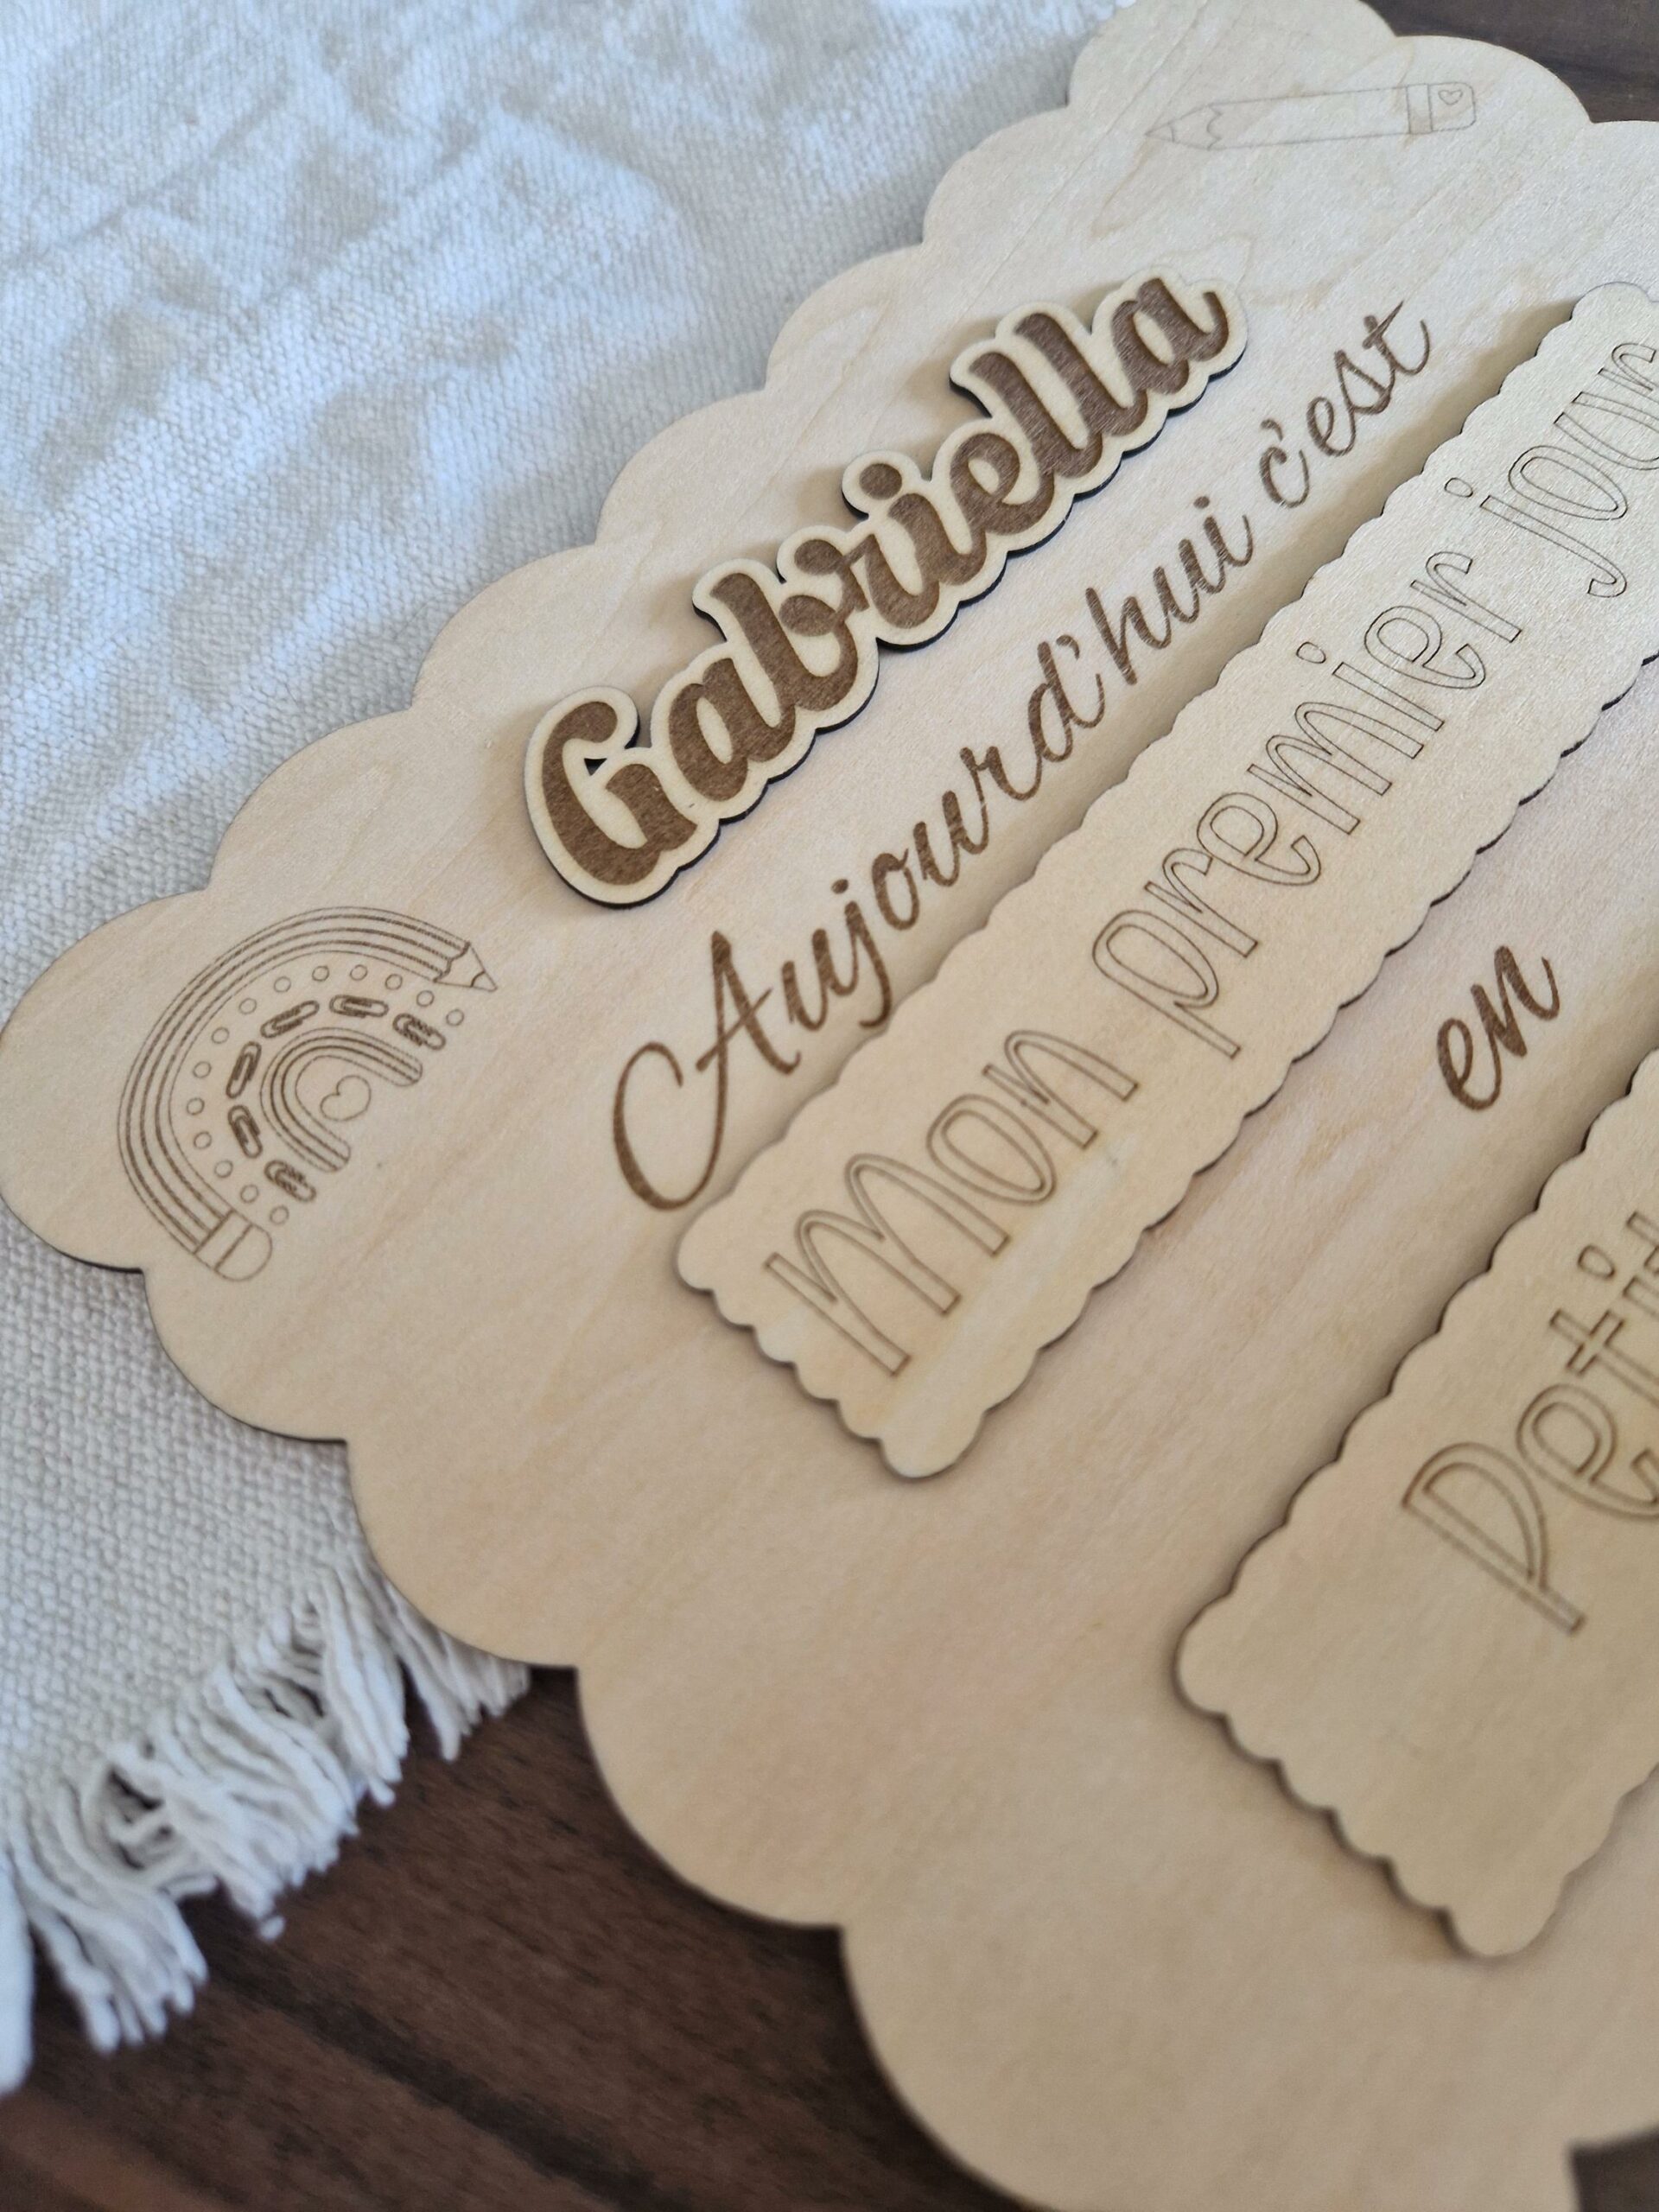 Gabriella
Aujourd'hui c'est
Mon premier jour
en